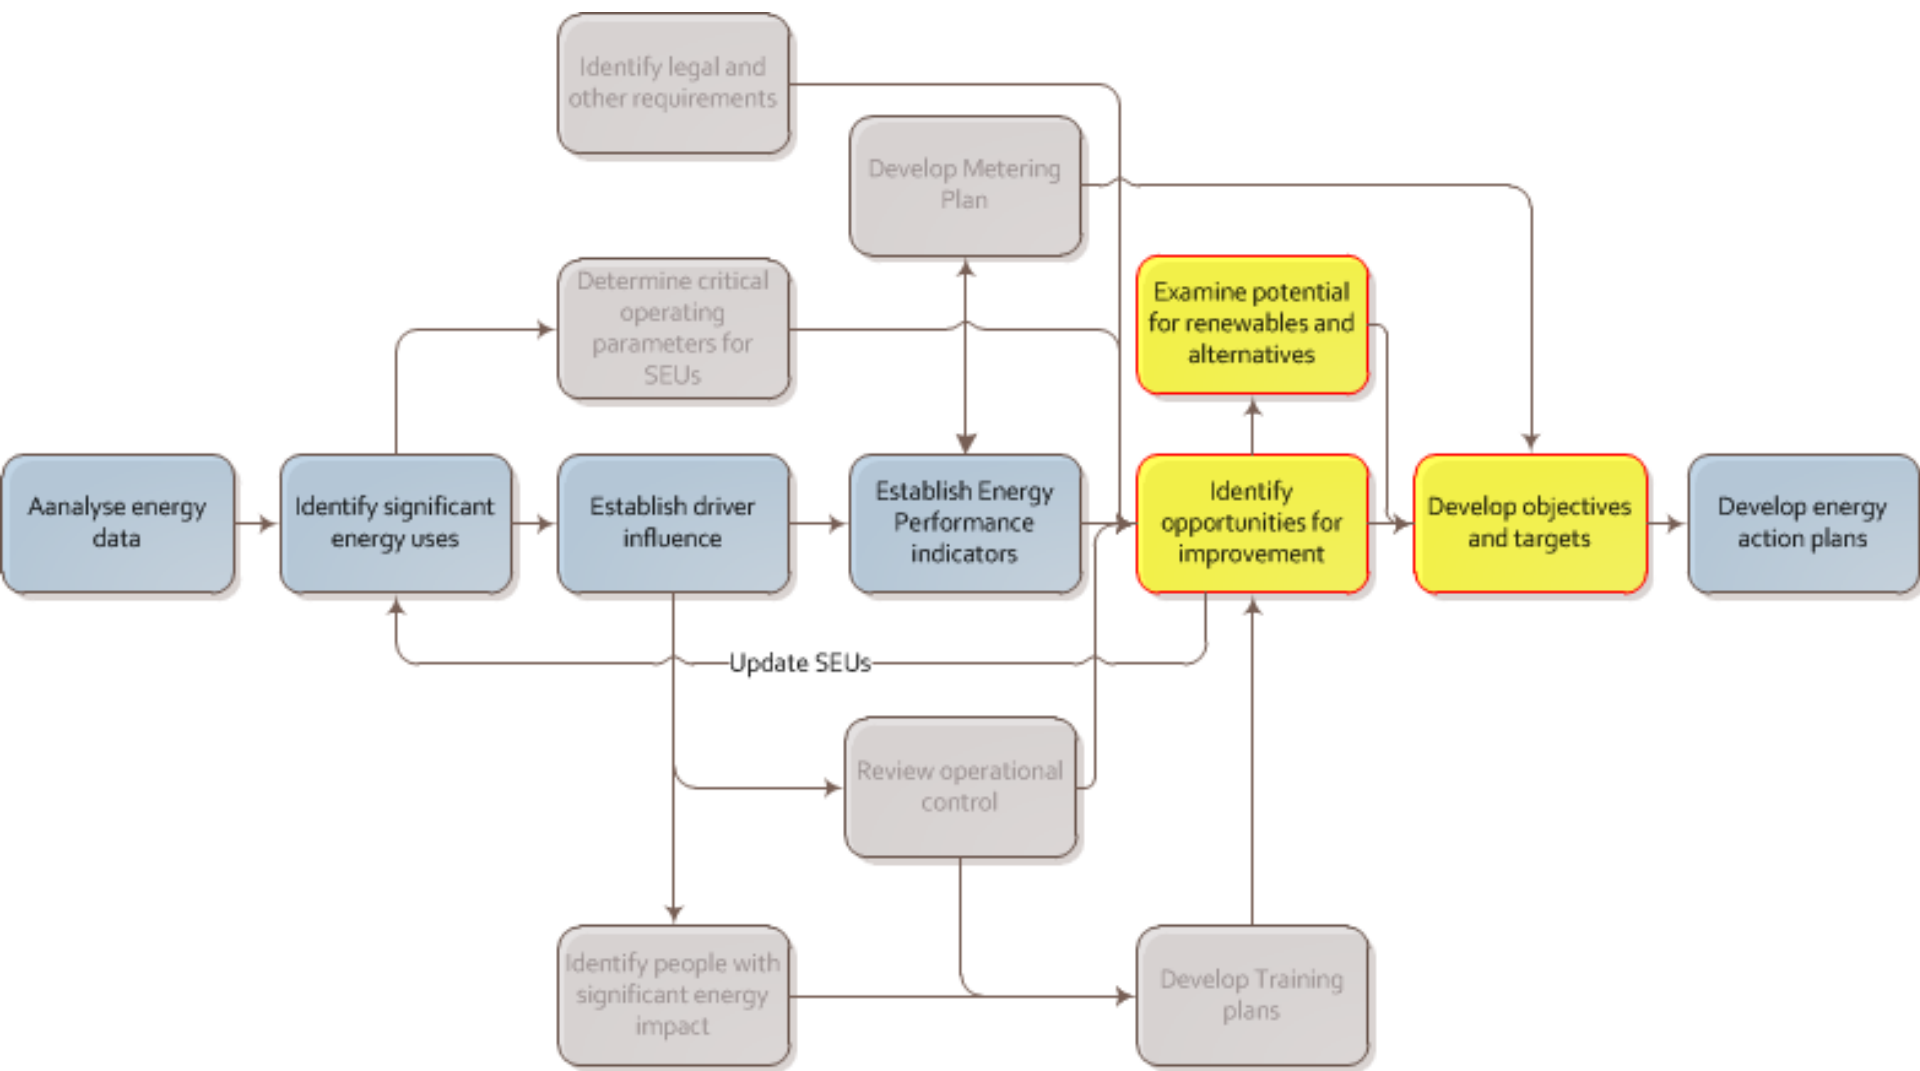 Identify legal and
other requirements
Develop Metering
Plan
Determine critical
operating
parameters for
SEUs
Examine potential
for renewables and
alternatives
Aanalyse energy
data
Identify significant
energy uses
Establish driver
influence
Establish Energy
Performance
indicators
Identify
opportunities for
improvement
Develop objectives
and targets
Develop energy
action plans
Update SEUs
Review operational
control
Identify people with
significant energy
impact
Develop Training
plans